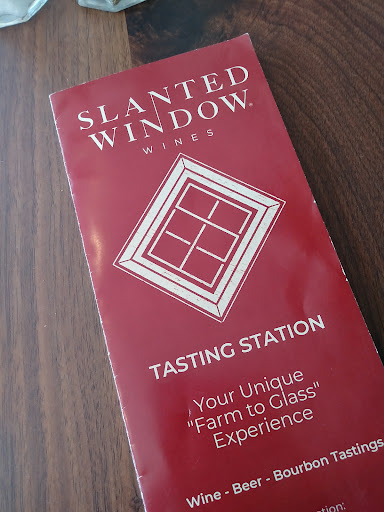 SLANTED
WINDOW®
WINES
TASTING STATION
Your Unique
"Farm to Glass"
Experience
Wine - Beer - Bourbon Tastings